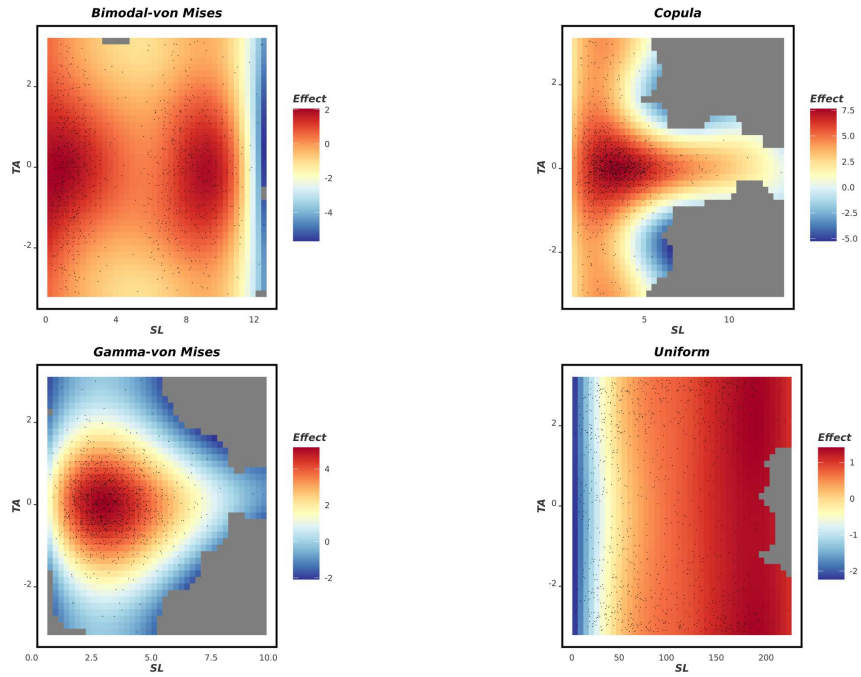 Bimodal-von Mises
2
0
-2
TA
0
4
8
12
SL
Effect
2
0
-2
-4
Copula
2
0
-2
TA
5
10
SL
Effect
7.5
5.0
2.5
0.0
-2.5
-5.0
Gamma-von Mises
2
0
-2
TA
0.0
2.5
5.0
7.5
10.0
SL
Effect
4
2
0
-2
Uniform
2
0
-2
TA
0
50
100
150
200
SL
Effect
1
0
-1
-2